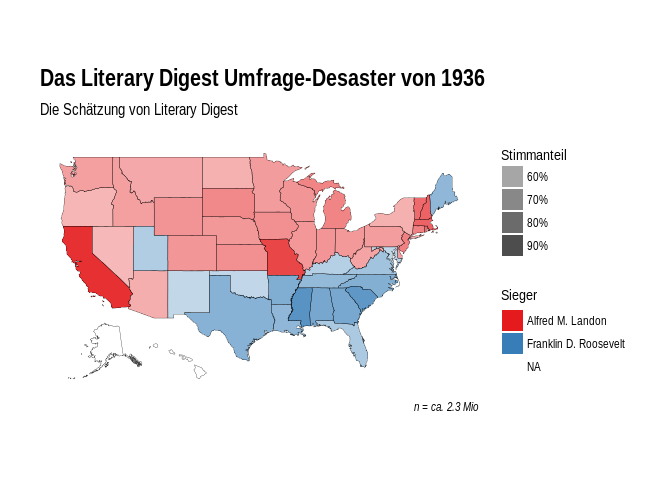 Das Literary Digest Umfrage-Desaster von 1936
Die Schätzung von Literary Digest
Stimmanteil
60%
70%
80%
90%
Sieger
Alfred M. Landon
Franklin D. Roosevelt
NA
n = ca. 2.3 Mio